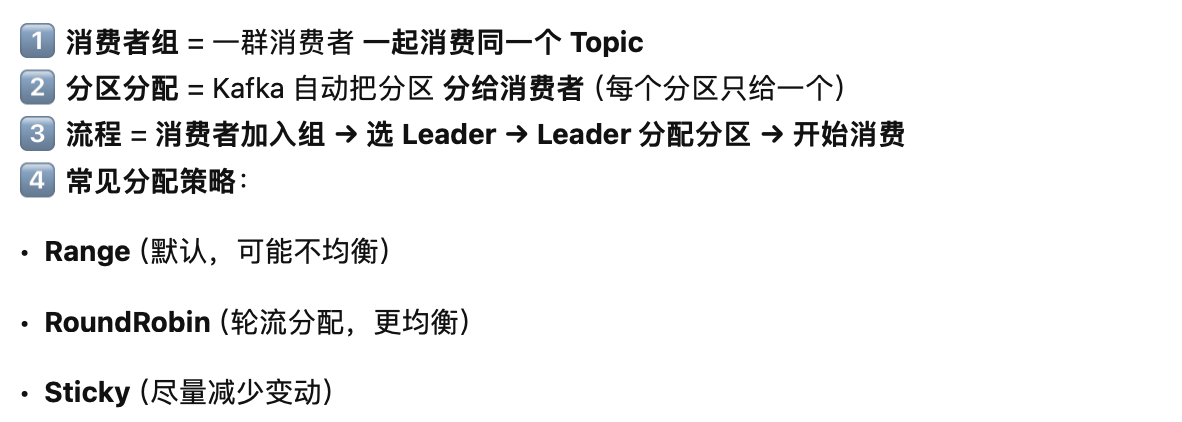 1️⃣ 消费者组 = 一群消费者 一起消费同一个 Topic
2️⃣ 分区分配 = Kafka 自动把分区 分给消费者（每个分区只给一个）
3️⃣ 流程 = 消费者加入组 → 选 Leader → Leader 分配分区 → 开始消费
4️⃣ 常见分配策略：
• Range（默认，可能不均衡）
• RoundRobin（轮流分配，更均衡）
• Sticky（尽量减少变动）